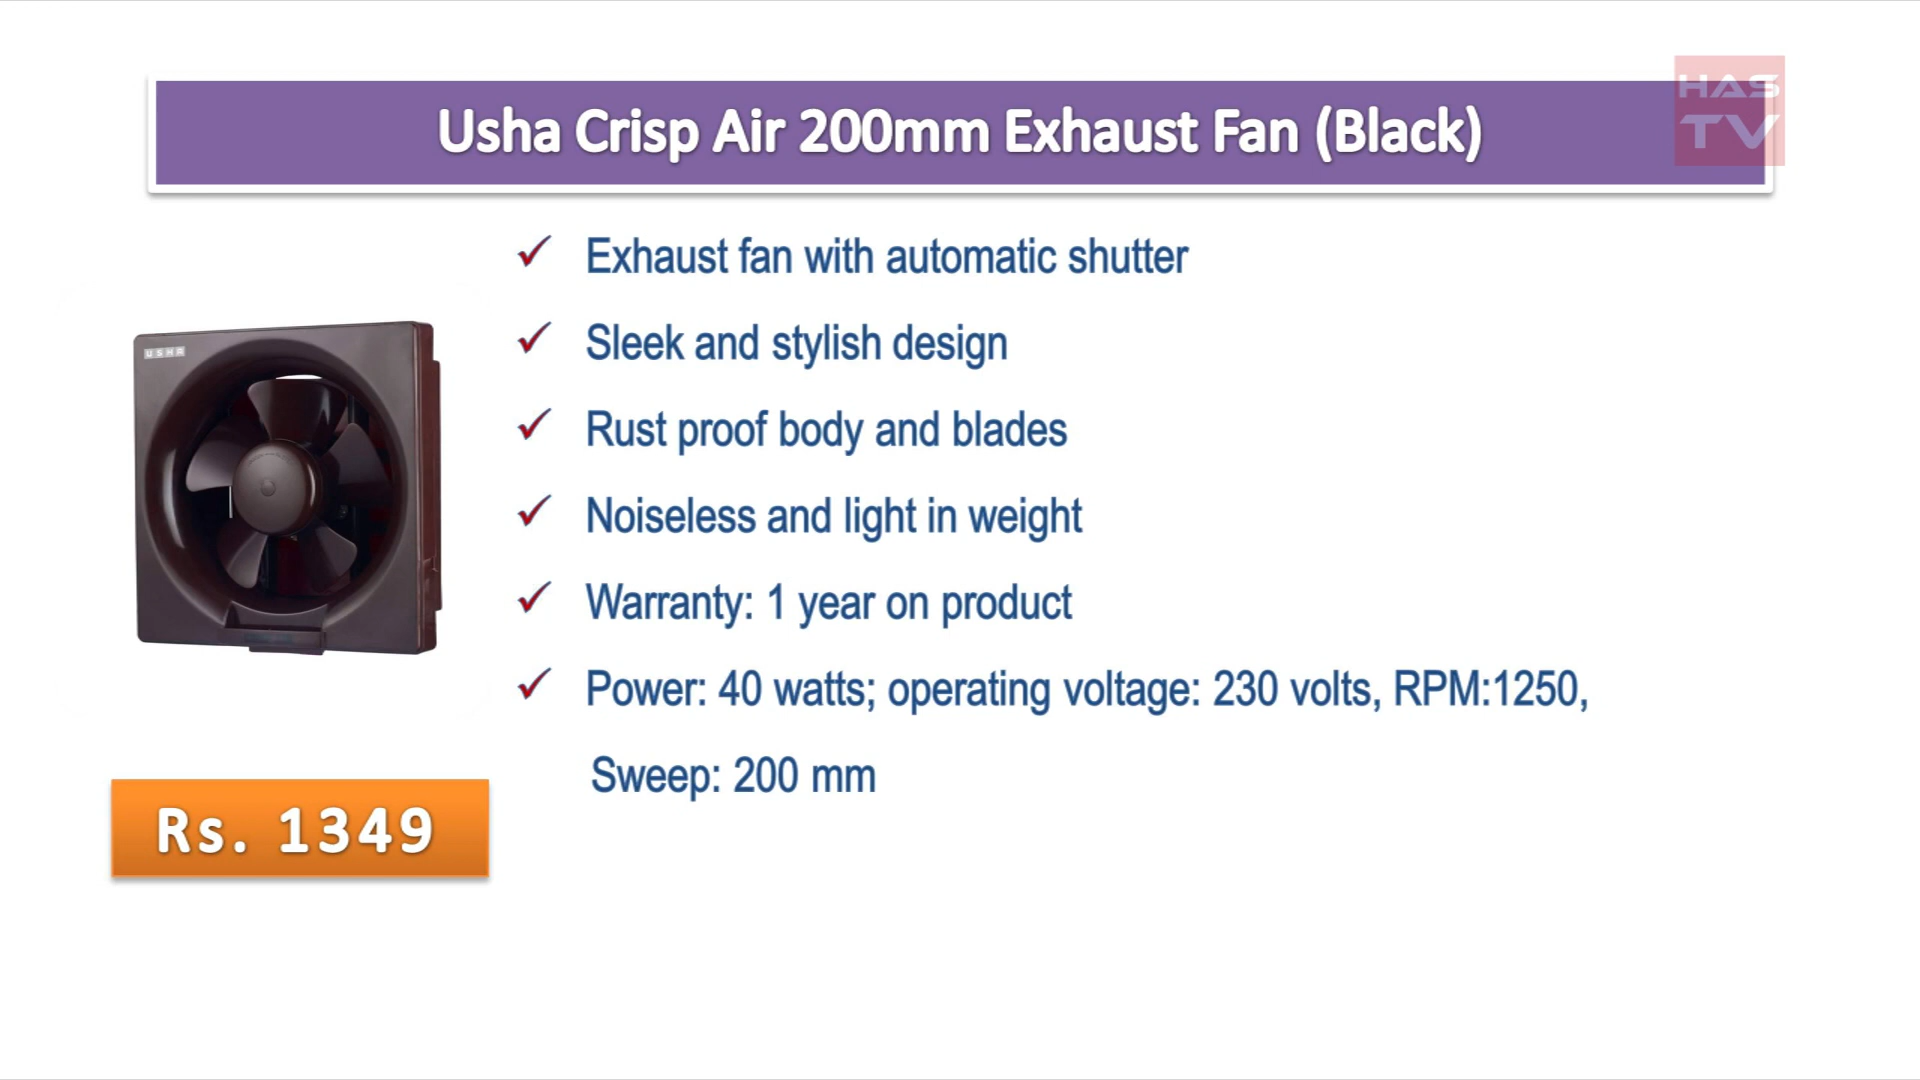 HAS
TV
Usha Crisp Air 200mm Exhaust Fan (Black)
USHA
Exhaust fan with automatic shutter
Sleek and stylish design
Rust proof body and blades
Noiseless and light in weight
Warranty: 1 year on product
Power: 40 watts; operating voltage: 230 volts, RPM:1250,
Sweep: 200 mm
Rs. 1349